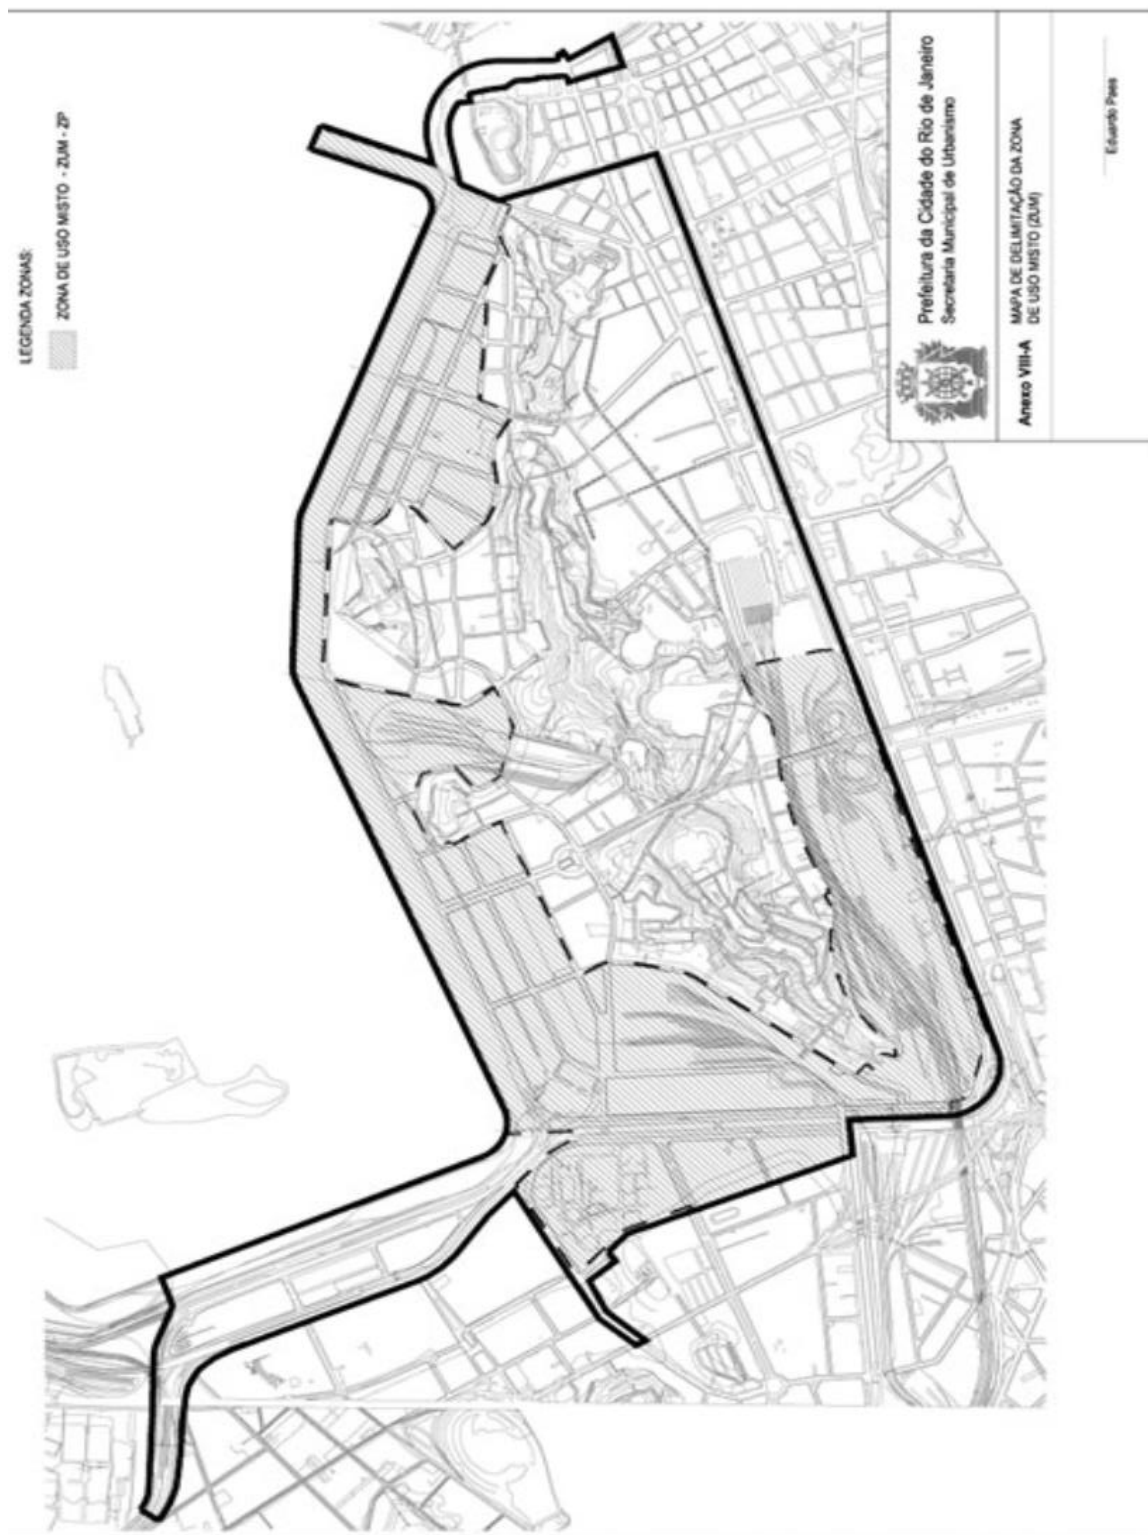 LEGENDA ZONAS:
ZONA DE USO MISTO - ZUM - ZP
Prefeitura da Cidade do Rio de Janeiro
Secretaria Municipal de Urbanismo
Anexo VIII-A
MAPA DE DELIMITAÇÃO DA ZONA
DE USO MISTO (ZUM)
Eduardo Paes